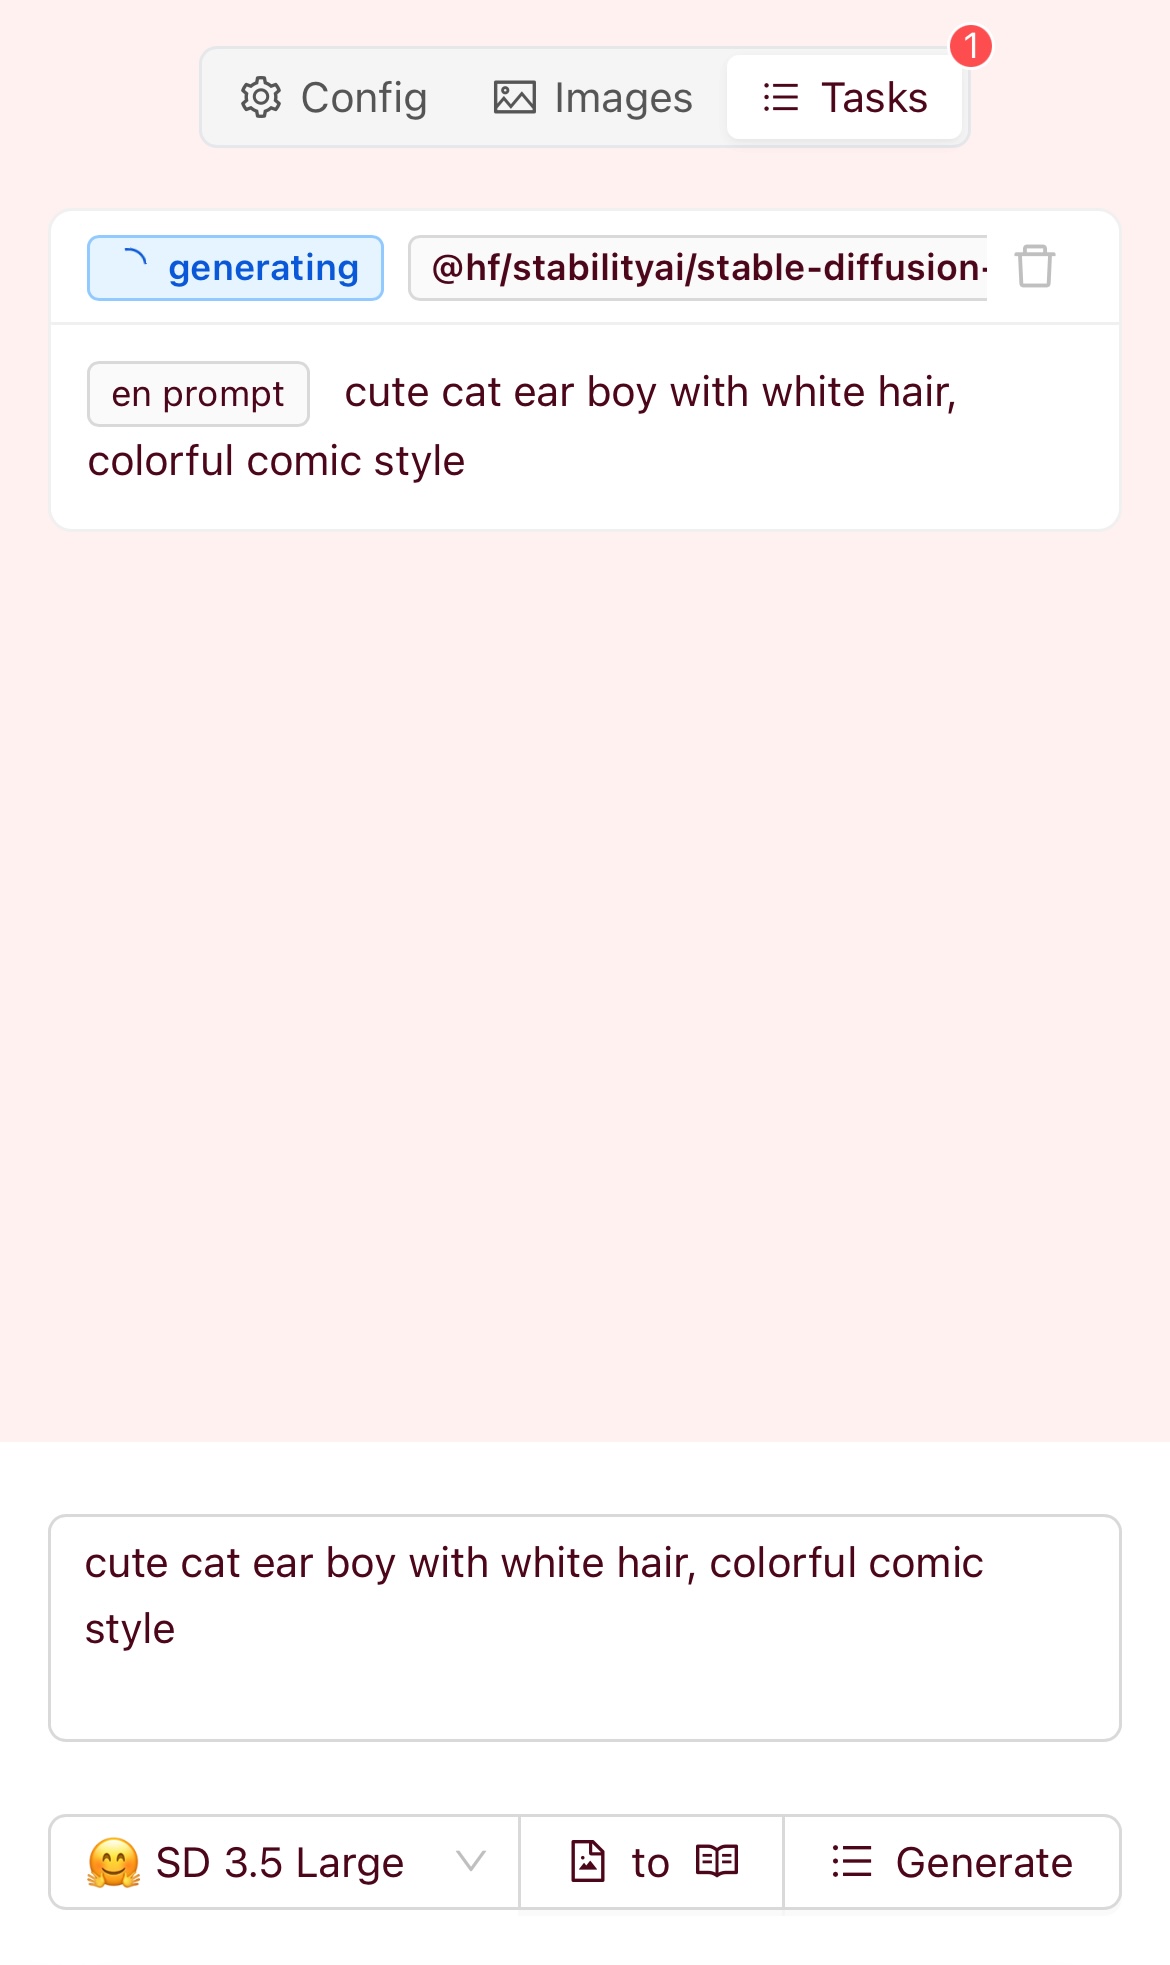 Config Images Tasks 1
generating @hf/stabilityai/stable-diffusion-
en prompt cute cat ear boy with white hair,
colorful comic style
cute cat ear boy with white hair, colorful comic
style
🤗 SD 3.5 Large to Generate